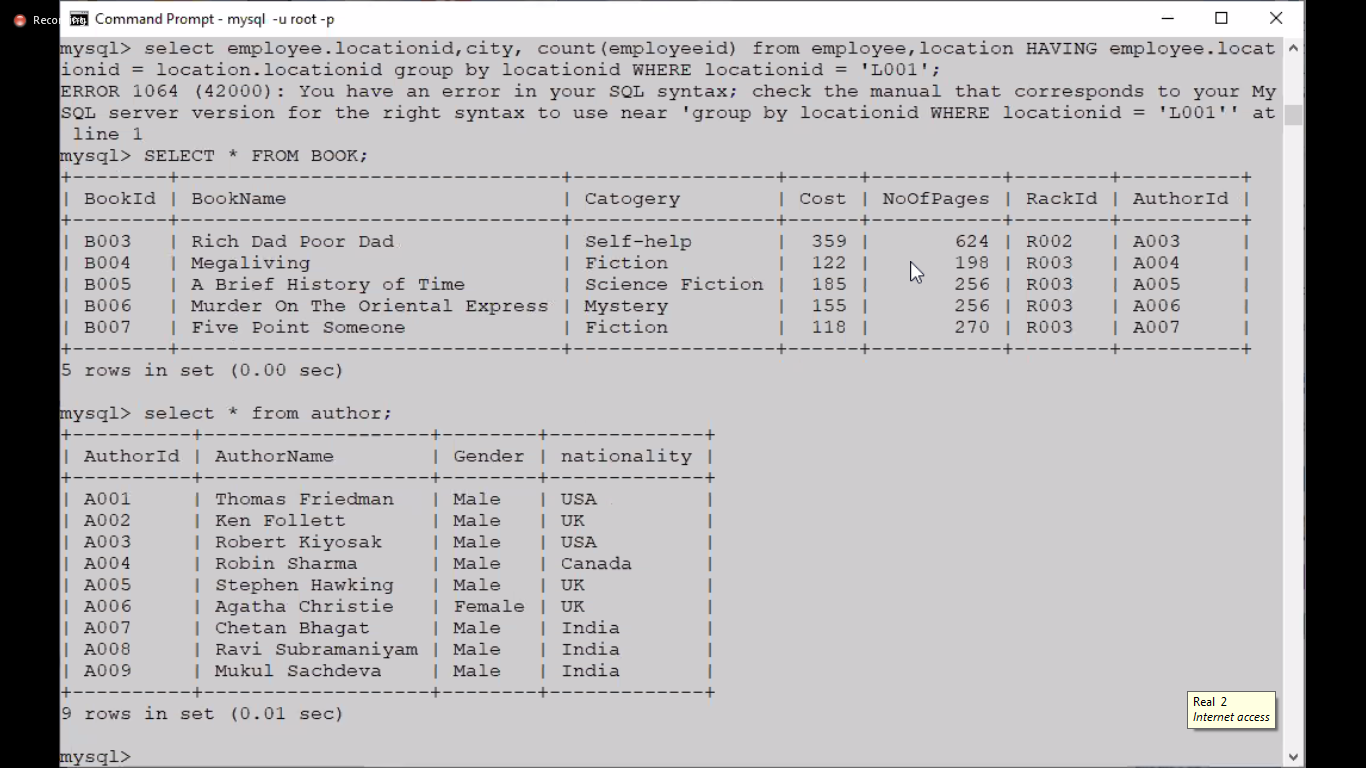 Recor
Command Prompt - mysql -u root -p
mysql> select employee.locationid,city, count(employeeid) from employee,location HAVING employee.locat
ionid = location.locationid group by locationid WHERE locationid = 'L001';
ERROR 1064 (42000): You have an error in your SQL syntax; check the manual that corresponds to your My
SQL server version for the right syntax to use near 'group by locationid WHERE locationid = 'L001'' at
line 1
mysql> SELECT * FROM BOOK;
+---------+--------------------------------+-----------------+------+-----------+--------+----------+
| BookId | BookName | Catogery | Cost | NoOfPages | RackId | AuthorId |
+---------+--------------------------------+-----------------+------+-----------+--------+----------+
| B003 | Rich Dad Poor Dad | Self-help | 359 | 624 | R002 | A003 |
| B004 | Megaliving | Fiction | 122 | 198 | R003 | A004 |
| B005 | A Brief History of Time | Science Fiction | 185 | 256 | R003 | A005 |
| B006 | Murder On The Oriental Express | Mystery | 155 | 256 | R003 | A006 |
| B007 | Five Point Someone | Fiction | 118 | 270 | R003 | A007 |
+---------+--------------------------------+-----------------+------+-----------+--------+----------+
5 rows in set (0.00 sec)
mysql> select * from author;
+----------+-------------------+--------+-------------+
| AuthorId | AuthorName | Gender | nationality |
+----------+-------------------+--------+-------------+
| A001 | Thomas Friedman | Male | USA |
| A002 | Ken Follett | Male | UK |
| A003 | Robert Kiyosak | Male | USA |
| A004 | Robin Sharma | Male | Canada |
| A005 | Stephen Hawking | Male | UK |
| A006 | Agatha Christie | Female | UK |
| A007 | Chetan Bhagat | Male | India |
| A008 | Ravi Subramaniyam | Male | India |
| A009 | Mukul Sachdeva | Male | India |
+----------+-------------------+--------+-------------+
9 rows in set (0.01 sec)
Real 2
Internet access
mysql>